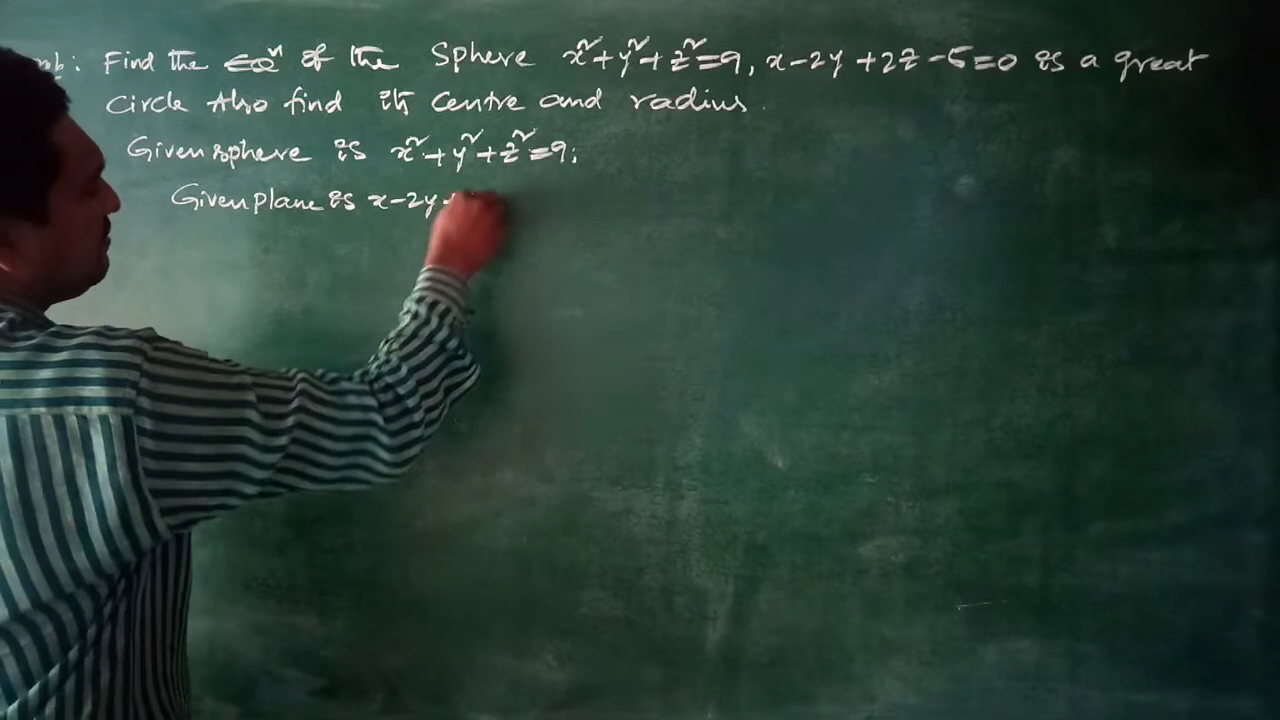 Find the eqⁿ of the Sphere x²+y²+z²=9, x-2y+2z-5=0 is a great
circle Also find its Centre and radius.
Given sphere is x²+y²+z²=9;
Given plane is x-2y+